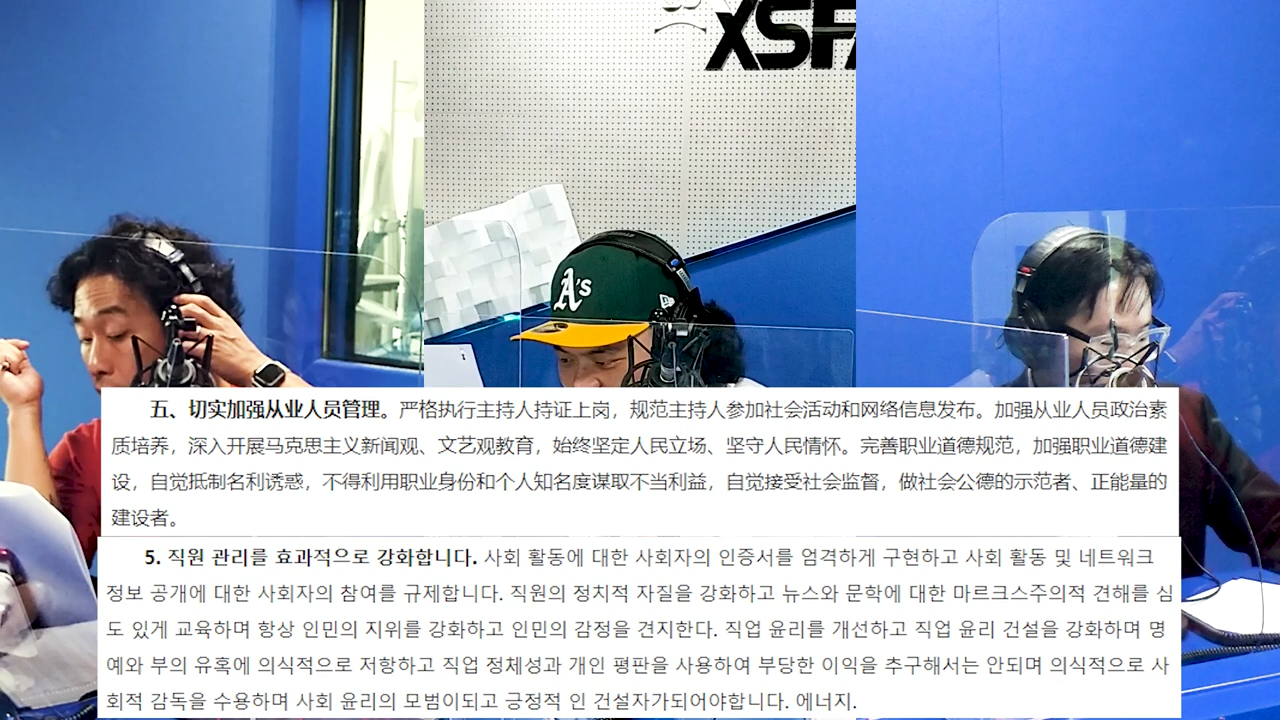 XSFA
A's
五、切实加强从业人员管理。严格执行主持人持证上岗，规范主持人参加社会活动和网络信息发布。加强从业人员政治素
质培养，深入开展马克思主义新闻观、文艺观教育，始终坚定人民立场、坚守人民情怀。完善职业道德规范，加强职业道德建
设，自觉抵制名利诱惑，不得利用职业身份和个人知名度谋取不当利益，自觉接受社会监督，做社会公德的示范者、正能量的
建设者。
5. 직원 관리를 효과적으로 강화합니다. 사회 활동에 대한 사회자의 인증서를 엄격하게 구현하고 사회 활동 및 네트워크
정보 공개에 대한 사회자의 참여를 규제합니다. 직원의 정치적 자질을 강화하고 뉴스와 문학에 대한 마르크스주의적 견해를 심
도 있게 교육하며 항상 인민의 지위를 강화하고 인민의 감정을 견지한다. 직업 윤리를 개선하고 직업 윤리 건설을 강화하며 명
예와 부의 유혹에 의식적으로 저항하고 직업 정체성과 개인 평판을 사용하여 부당한 이익을 추구해서는 안되며 의식적으로 사
회적 감독을 수용하며 사회 윤리의 모범이되고 긍정적 인 건설자가되어야합니다. 에너지.